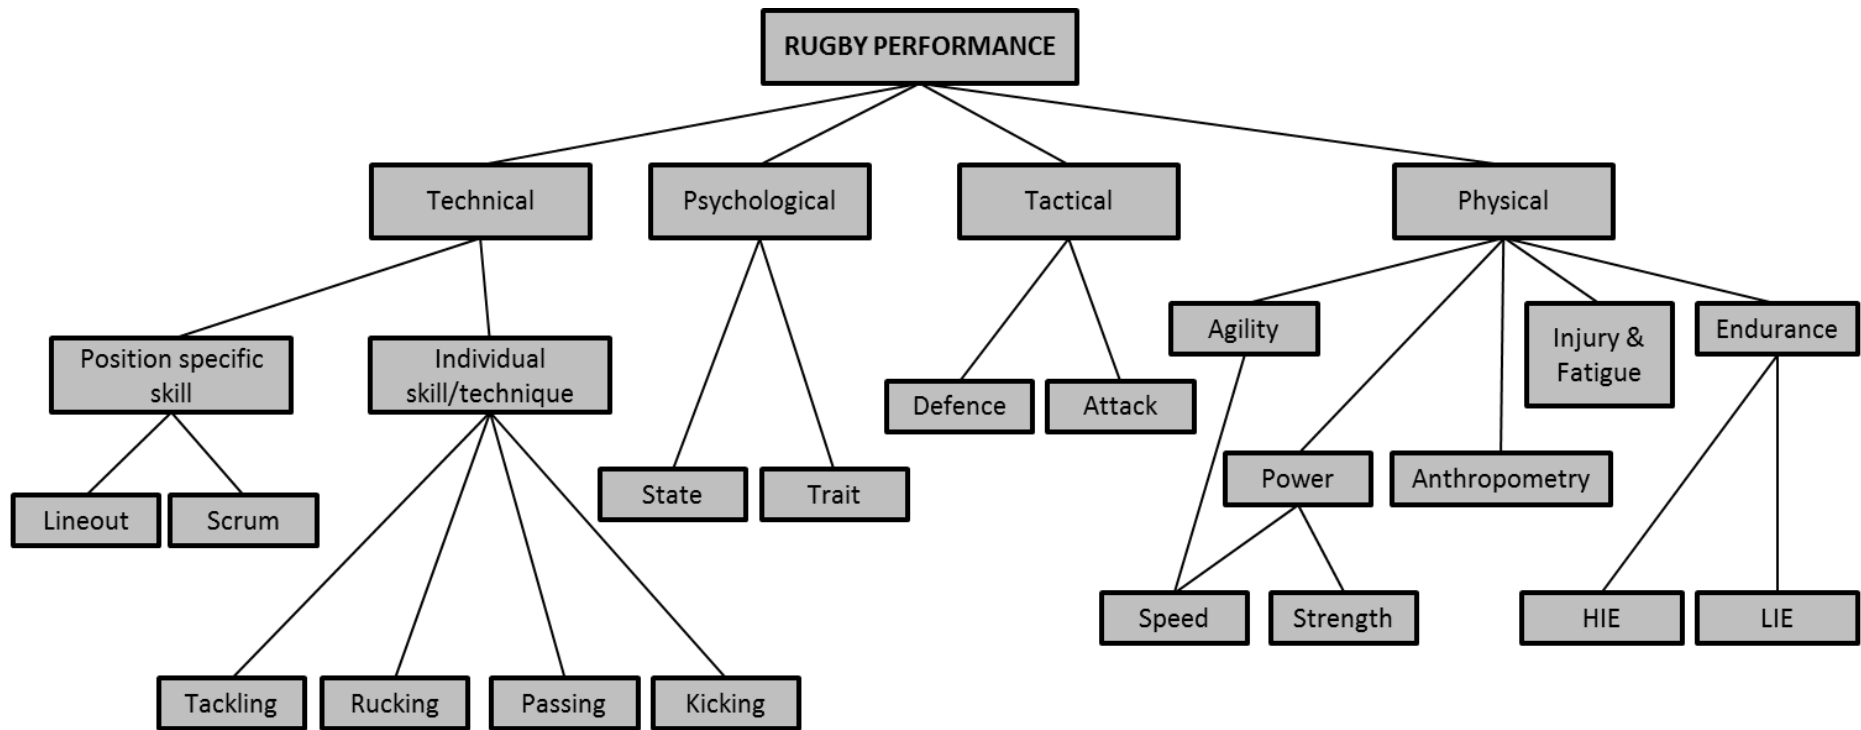 RUGBY PERFORMANCE
Technical
Psychological
Tactical
Physical
Position specific
skill
Individual
skill/technique
Agility
Injury &
Fatigue
Endurance
Defence
Attack
Power
Anthropometry
Lineout
Scrum
State
Trait
Speed
Strength
HIE
LIE
Tackling
Rucking
Passing
Kicking